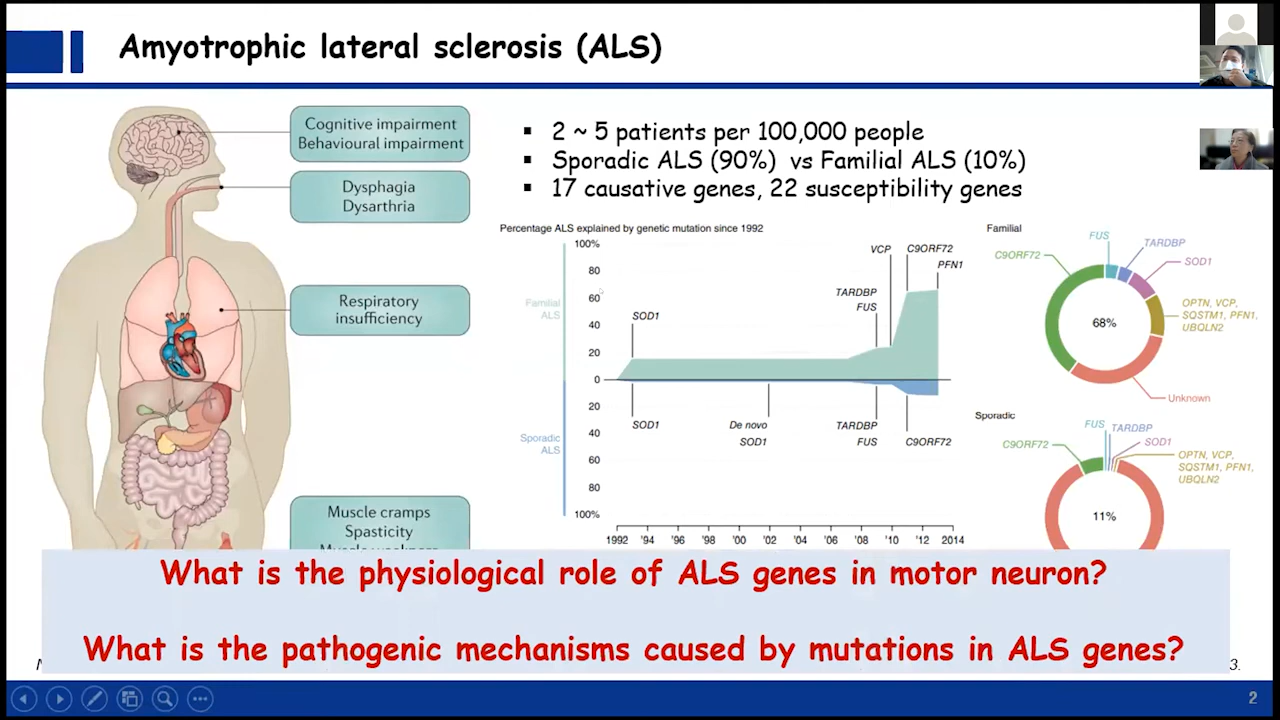 Amyotrophic lateral sclerosis (ALS)
Cognitive impairment
Behavioural impairment
Dysphagia
Dysarthria
Respiratory
insufficiency
Muscle cramps
Spasticity
▪ 2 ~ 5 patients per 100,000 people
▪ Sporadic ALS (90%) vs Familial ALS (10%)
▪ 17 causative genes, 22 susceptibility genes
Percentage ALS explained by genetic mutation since 1992
100%
80
60
40
20
0
20
40
60
80
100%
Familial
ALS
Sporadic
ALS
SOD1
VCP
C9ORF72
PFN1
TARDBP
FUS
SOD1
De novo
SOD1
TARDBP
FUS
C9ORF72
1992 '94 '96 '98 '00 '02 '04 '06 '08 '10 '12 2014
Familial
FUS
TARDBP
C9ORF72
SOD1
OPTN, VCP,
SQSTM1, PFN1,
UBQLN2
68%
Unknown
Sporadic
FUS
TARDBP
C9ORF72
SOD1
OPTN, VCP,
SQSTM1, PFN1,
UBQLN2
11%
What is the physiological role of ALS genes in motor neuron?
What is the pathogenic mechanisms caused by mutations in ALS genes?
3.
2